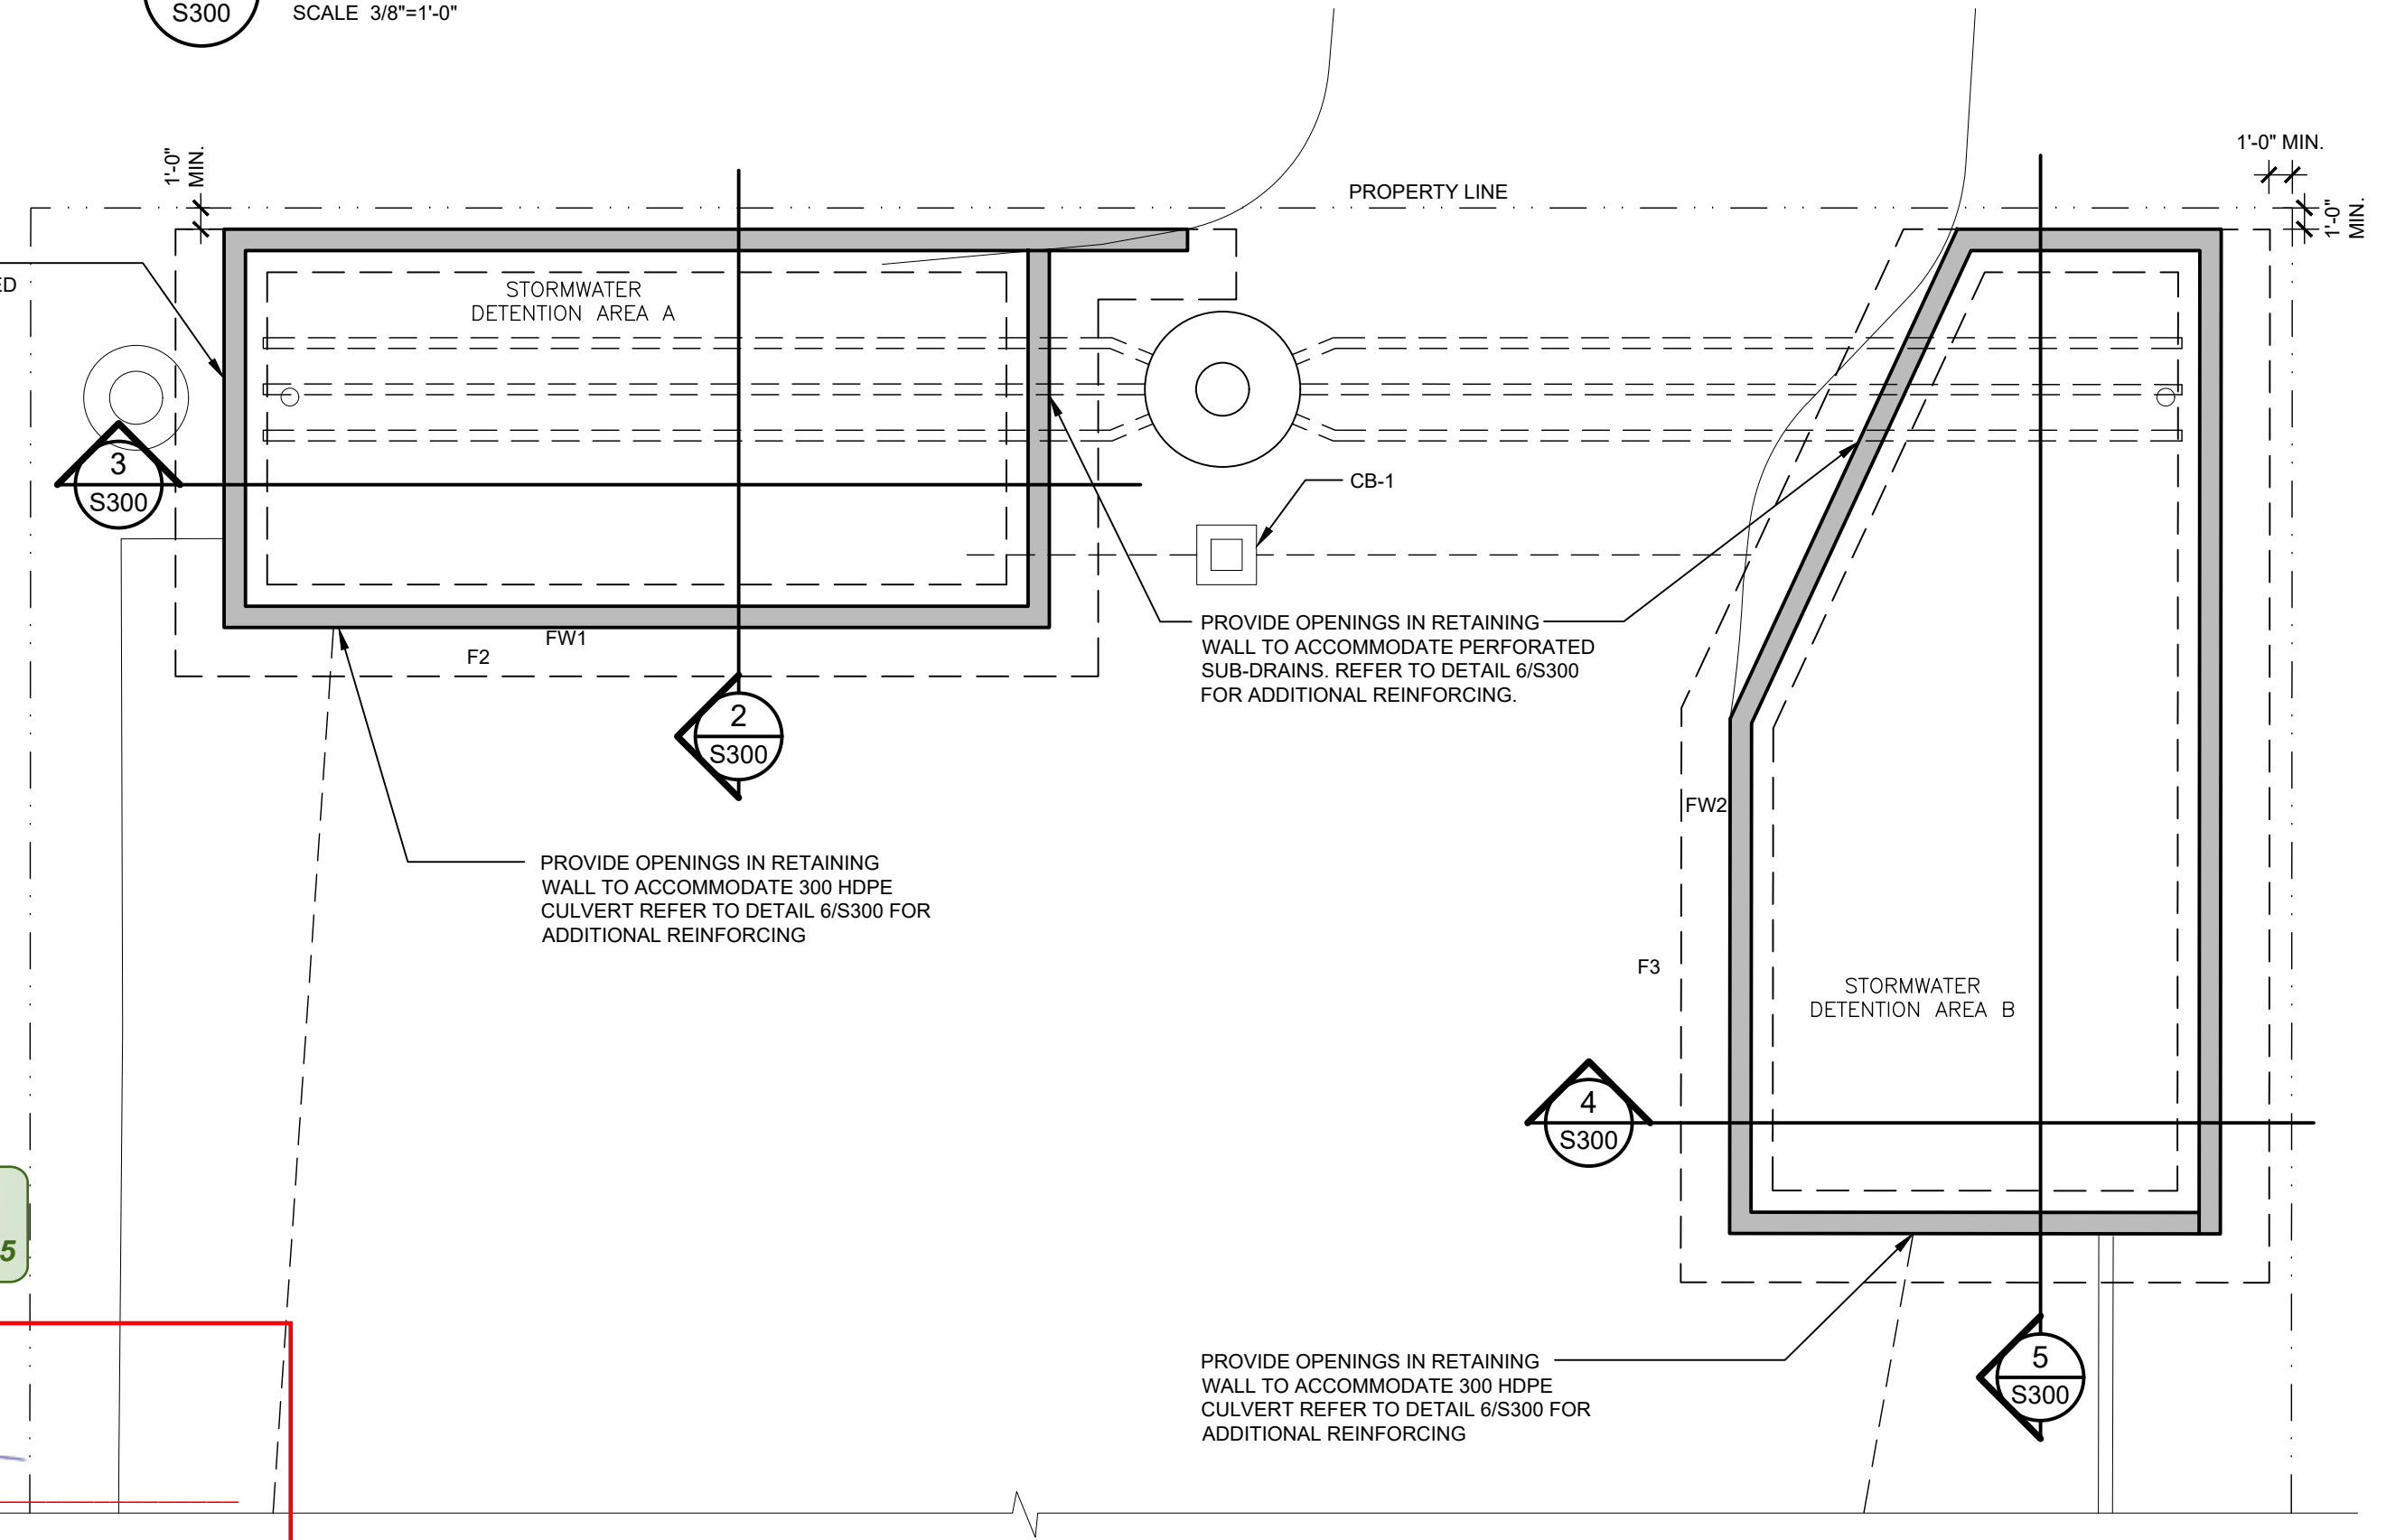 S300
SCALE 3/8"=1'-0"
1'-0"
MIN.
1'-0" MIN.
PROPERTY LINE
1'-0"
MIN.
ED
STORMWATER
DETENTION AREA A
3
S300
CB-1
PROVIDE OPENINGS IN RETAINING
WALL TO ACCOMMODATE PERFORATED
SUB-DRAINS. REFER TO DETAIL 6/S300
FOR ADDITIONAL REINFORCING.
FW1
F2
2
S300
FW2
PROVIDE OPENINGS IN RETAINING
WALL TO ACCOMMODATE 300 HDPE
CULVERT REFER TO DETAIL 6/S300 FOR
ADDITIONAL REINFORCING
F3
STORMWATER
DETENTION AREA B
4
S300
5
PROVIDE OPENINGS IN RETAINING
WALL TO ACCOMMODATE 300 HDPE
CULVERT REFER TO DETAIL 6/S300 FOR
ADDITIONAL REINFORCING
5
S300